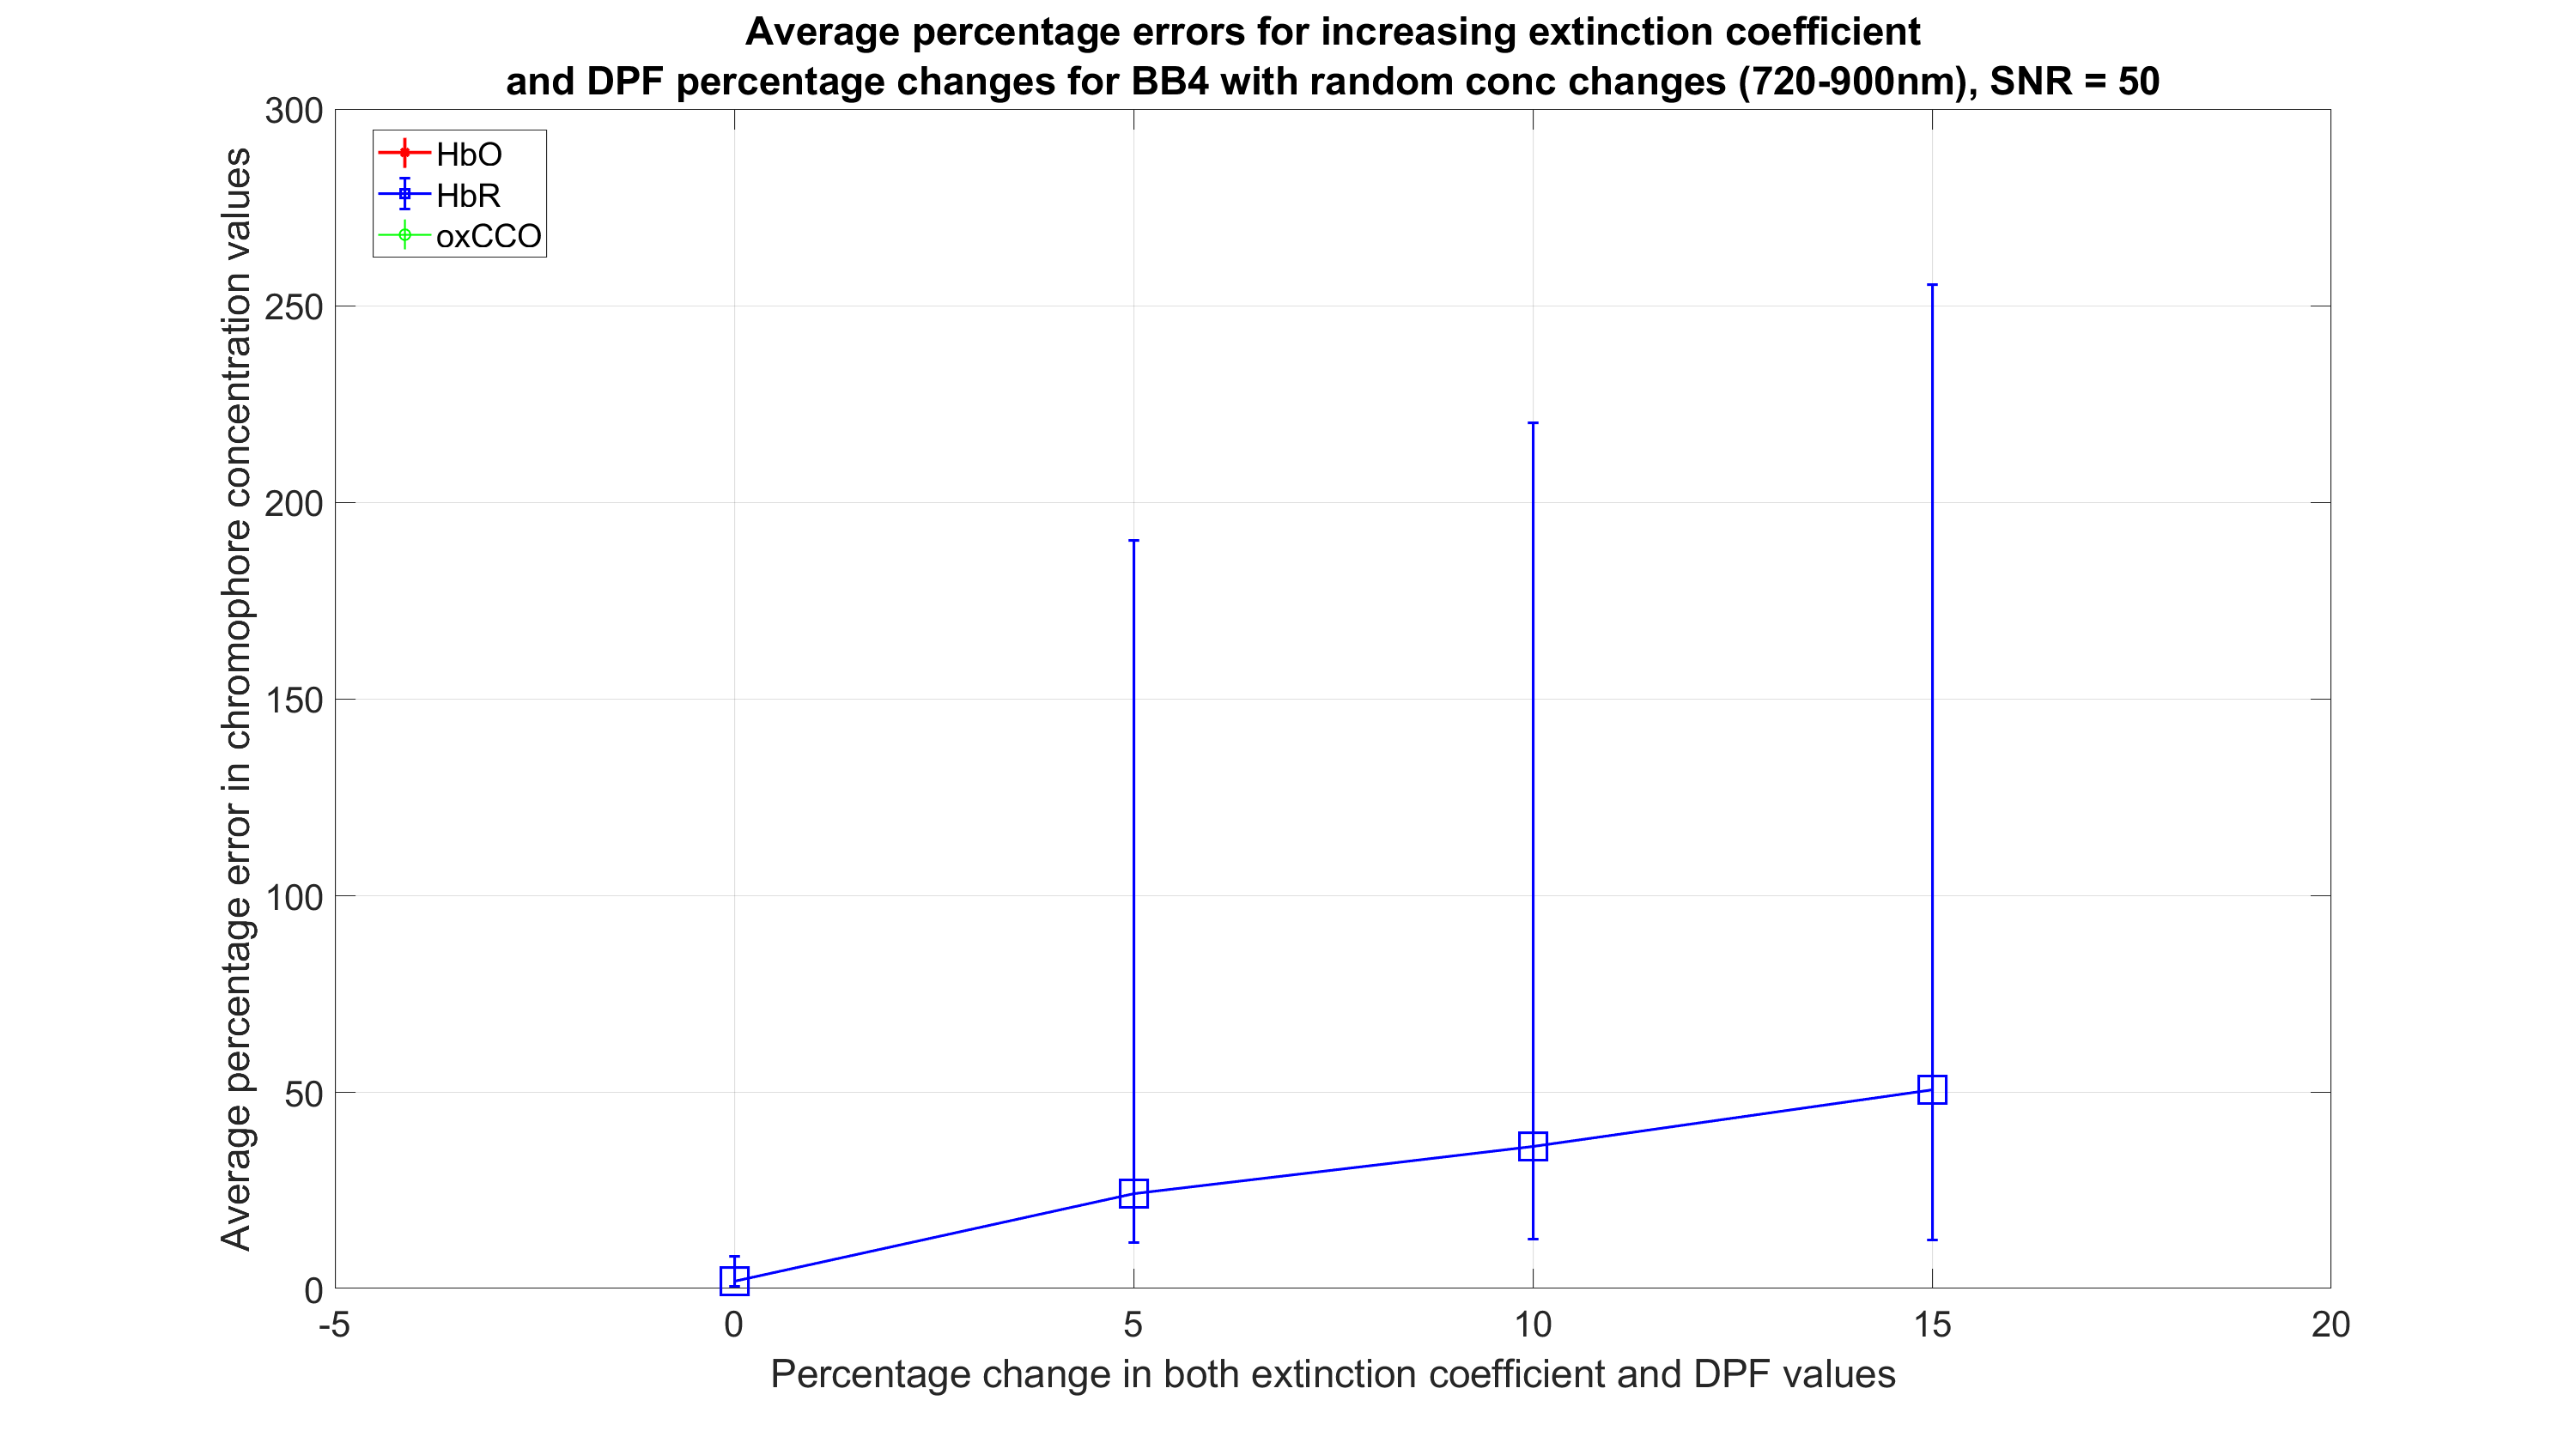 Average percentage errors for increasing extinction coefficient
and DPF percentage changes for BB4 with random conc changes (720-900nm), SNR = 50
Average percentage error in chromophore concentration values
300
250
200
150
100
50
0
HbO
HbR
oxCCO
-5
0
5
10
15
20
Percentage change in both extinction coefficient and DPF values